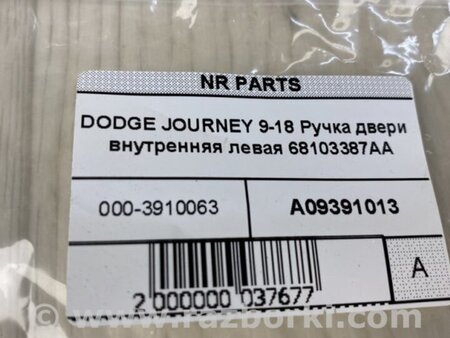 NR PARTS
DODGE JOURNEY 9-18 Ручка двери
внутренняя левая 68103387AA
000-3910063
A09391013
A
2 000000 037677
www.razborki.com